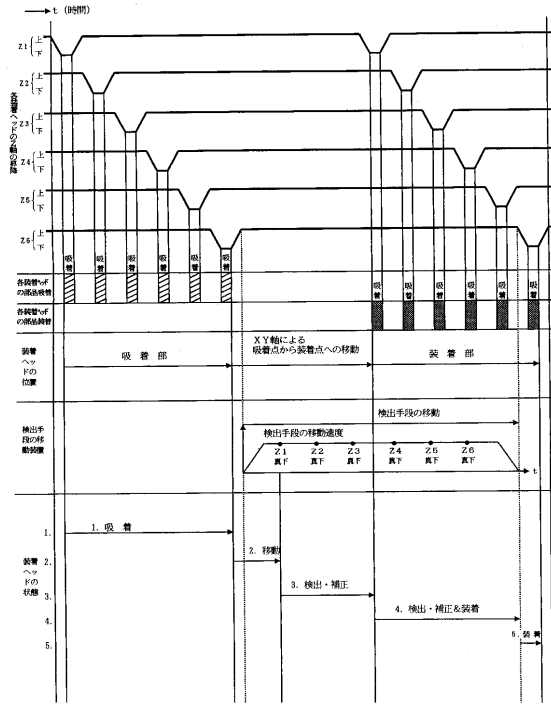 t (時間)
Z1 上
下
Z2 上
下
Z3 上
下
Z4 上
下
Z5 上
下
Z6 上
下
各装着ヘッドのZ軸の昇降
吸着 吸着 吸着 吸着 吸着 吸着
吸着 吸着 吸着 吸着 吸着 吸着
各装着ヘッド
の部品吸着
各装着ヘッド
の部品装着
装着
ヘッ
ドの
位置
吸着部
XY軸による
吸着点から装着点への移動
装着部
検出手
段の移
動装置
検出手段の移動
検出手段の移動速度
Z1 Z2 Z3 Z4 Z5 Z6
真下 真下 真下 真下 真下 真下
t
装着
ヘッ
ドの
状態
1. 1. 吸着
2. 2. 移動
3. 3. 検出・補正
4. 4. 検出・補正&装着
5. 5. 装着